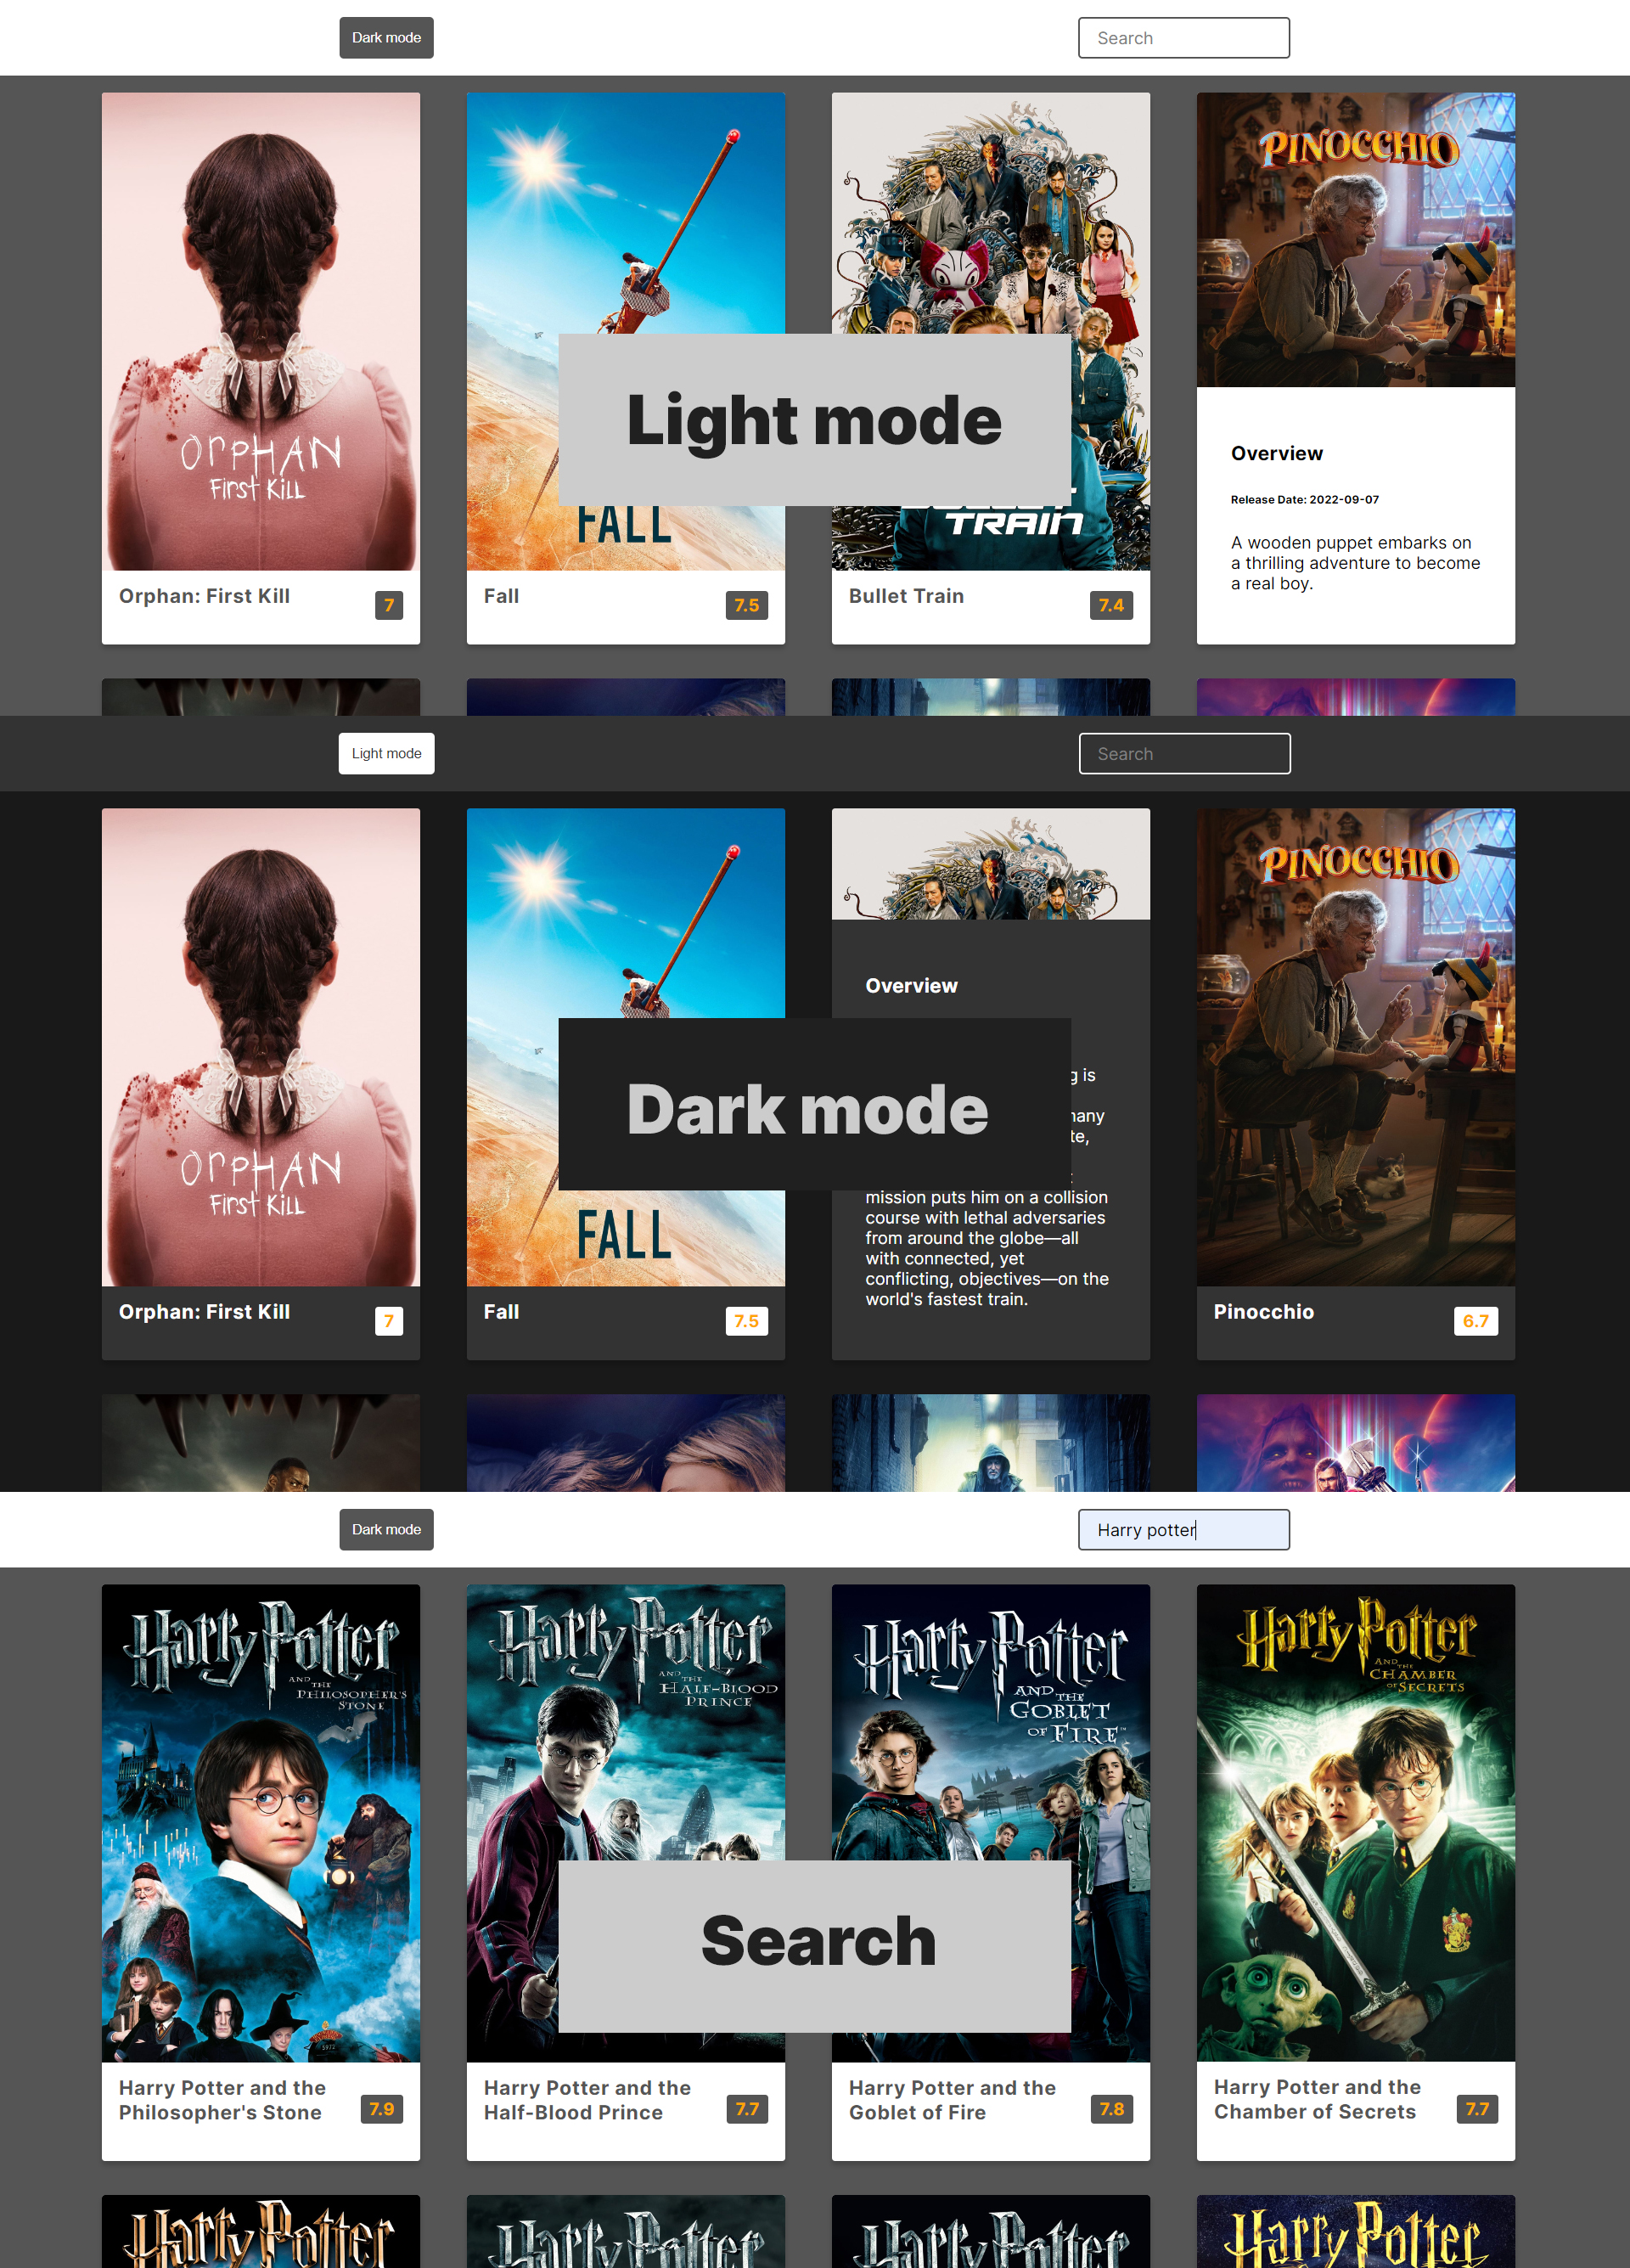 Dark mode
Search
PINOCCHIO
Light mode
ORPHAN
FIRST KILL
FALL
TRAIN
Overview
Release Date: 2022-09-07
A wooden puppet embarks on
a thrilling adventure to become
a real boy.
Orphan: First Kill
7
Fall
7.5
Bullet Train
7.4
Light mode
Search
PINOCCHIO
Overview
Dark mode
is
te,
mission puts him on a collision
course with lethal adversaries
from around the globe—all
with connected, yet
conflicting, objectives—on the
world's fastest train.
ORPHAN
FIRST KILL
FALL
Orphan: First Kill
7
Fall
7.5
Pinocchio
6.7
Dark mode
Harry potter
Harry Potter
AND THE
PHILOSOPHER'S
STONE
Harry Potter
AND THE
HALF-BLOOD
PRINCE
Harry Potter
AND THE
GOBLET
OF FIRE™
Harry Potter
AND THE
CHAMBER
OF SECRETS
Search
Harry Potter and the
Philosopher's Stone
7.9
Harry Potter and the
Half-Blood Prince
7.7
Harry Potter and the
Goblet of Fire
7.8
Harry Potter and the
Chamber of Secrets
7.7
Harry Potter
Harry Potter
Harry Potter
Harry Potter